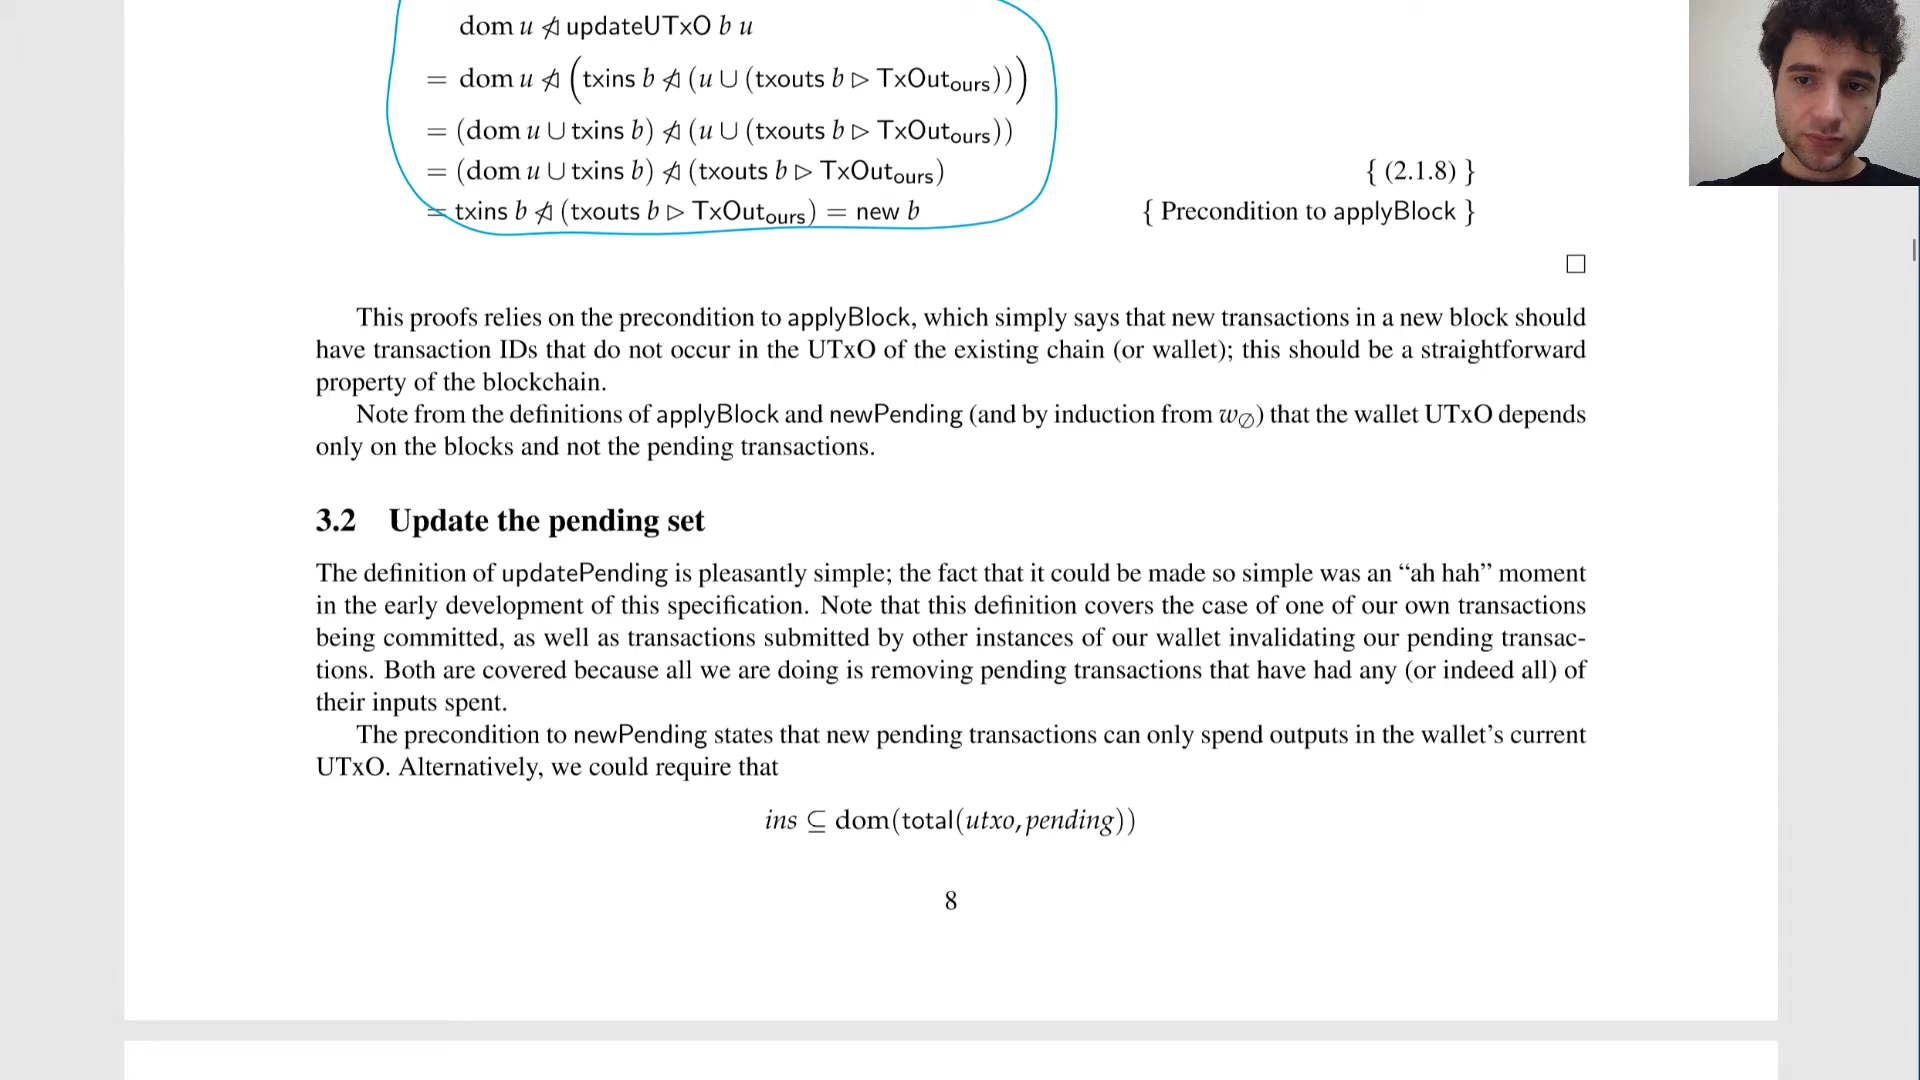 dom u ⋪ updateUTxO b u
= dom u ⋪ (txins b ⋪ (u ∪ (txouts b ▷ TxOut_ours)))
= (dom u ∪ txins b) ⋪ (u ∪ (txouts b ▷ TxOut_ours))
= (dom u ∪ txins b) ⋪ (txouts b ▷ TxOut_ours) { (2.1.8) }
= txins b ⋪ (txouts b ▷ TxOut_ours) = new b { Precondition to applyBlock }
□
This proofs relies on the precondition to applyBlock, which simply says that new transactions in a new block should
have transaction IDs that do not occur in the UTxO of the existing chain (or wallet); this should be a straightforward
property of the blockchain.
Note from the definitions of applyBlock and newPending (and by induction from w_∅) that the wallet UTxO depends
only on the blocks and not the pending transactions.
3.2 Update the pending set
The definition of updatePending is pleasantly simple; the fact that it could be made so simple was an “ah hah” moment
in the early development of this specification. Note that this definition covers the case of one of our own transactions
being committed, as well as transactions submitted by other instances of our wallet invalidating our pending transac-
tions. Both are covered because all we are doing is removing pending transactions that have had any (or indeed all) of
their inputs spent.
The precondition to newPending states that new pending transactions can only spend outputs in the wallet’s current
UTxO. Alternatively, we could require that
ins ⊆ dom(total(utxo, pending))
8